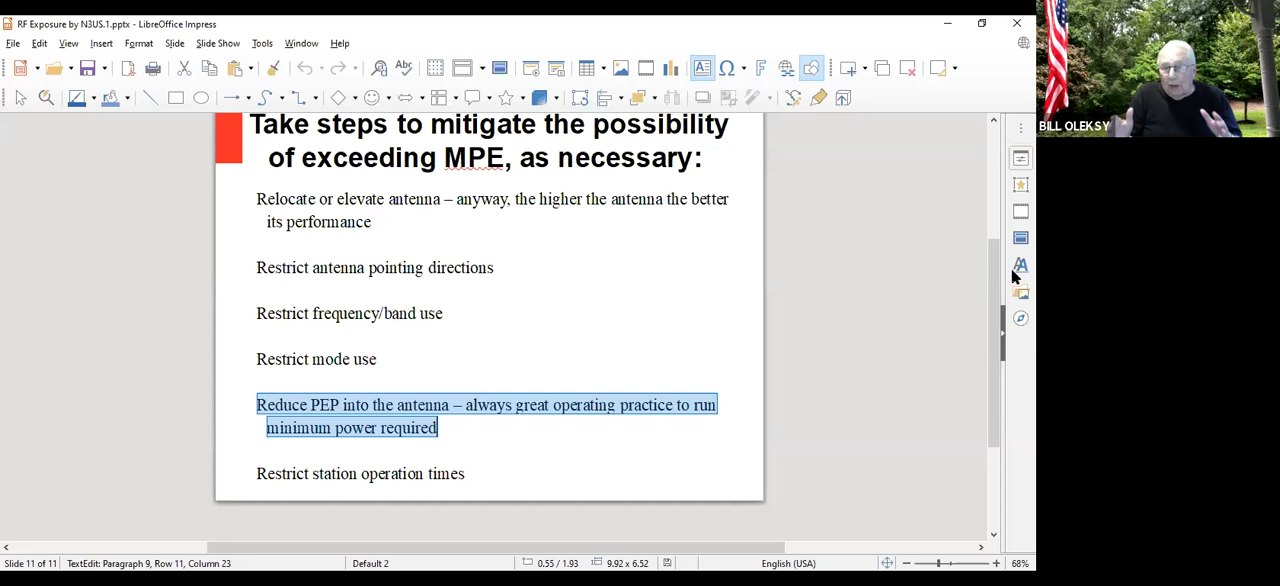 RF Exposure by N3US.1.pptx - LibreOffice Impress
File Edit View Insert Format Slide Slide Show Tools Window Help
Abc
BILL OLEKSY
Take steps to mitigate the possibility
of exceeding MPE, as necessary:
Relocate or elevate antenna – anyway, the higher the antenna the better
its performance
Restrict antenna pointing directions
Restrict frequency/band use
Restrict mode use
Reduce PEP into the antenna – always great operating practice to run
minimum power required
Restrict station operation times
Slide 11 of 11 TextEdit: Paragraph 9, Row 11, Column 23 Default 2 0.55 / 1.93 9.92 x 6.52 English (USA) 68%